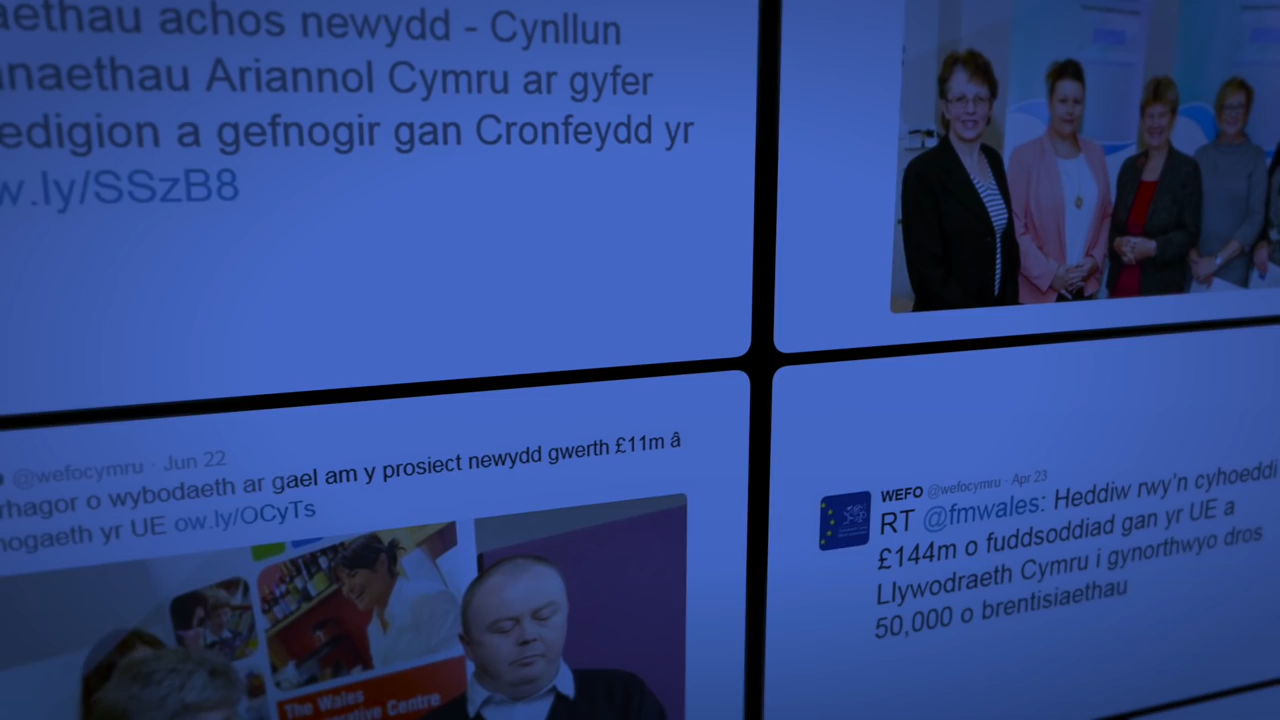 aethau achos newydd - Cynllun
naethau Ariannol Cymru ar gyfer
edigion a gefnogir gan Cronfeydd yr
w.ly/SSzB8
@wefocymru · Jun 22
rhagor o wybodaeth ar gael am y prosiect newydd gwerth £11m â
nogaeth yr UE ow.ly/OCyTs
The Wales
rative Centre
WEFO @wefocymru · Apr 23
RT @fmwales: Heddiw rwy'n cyhoeddi
£144m o fuddsoddiad gan yr UE a
Llywodraeth Cymru i gynorthwyo dros
50,000 o brentisiaethau